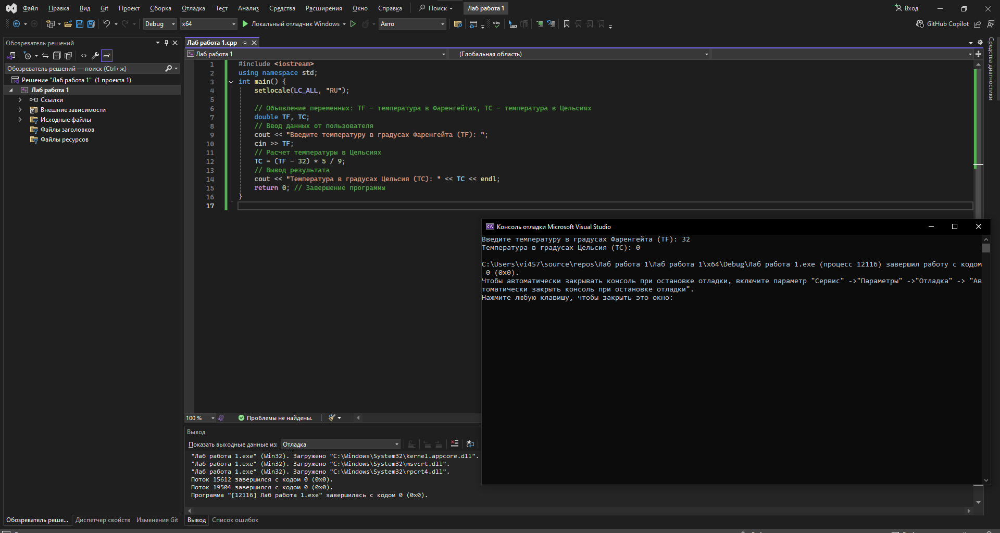 Файл Правка Вид Git Проект Сборка Отладка Тест Анализ Средства Расширения Окно Справка Поиск Лаб работа 1 Вход
Debug x64 Локальный отладчик Windows Авто GitHub Copilot
Обозреватель решений
Обозреватель решений — поиск (Ctrl+ж)
Решение "Лаб работа 1" (1 проекта 1)
Лаб работа 1
Ссылки
Внешние зависимости
Исходные файлы
Файлы заголовков
Файлы ресурсов
Обозреватель реше... Диспетчер свойств Изменения Git
Лаб работа 1.cpp
Лаб работа 1 (Глобальная область)
1 #include <iostream>
2 using namespace std;
3 int main() {
4 setlocale(LC_ALL, "RU");
5
6 // Объявление переменных: TF - температура в Фаренгейтах, TC - температура в Цельсиях
7 double TF, TC;
8 // Ввод данных от пользователя
9 cout << "Введите температуру в градусах Фаренгейта (TF): ";
10 cin >> TF;
11 // Расчет температуры в Цельсиях
12 TC = (TF - 32) * 5 / 9;
13 // Вывод результата
14 cout << "Температура в градусах Цельсия (TC): " << TC << endl;
15 return 0; // Завершение программы
16 }
17
Средства диагностики
Консоль отладки Microsoft Visual Studio
Введите температуру в градусах Фаренгейта (TF): 32
Температура в градусах Цельсия (TC): 0
C:\Users\vi457\source\repos\Лаб работа 1\Лаб работа 1\x64\Debug\Лаб работа 1.exe (процесс 12116) завершил работу с кодом
0 (0x0).
Чтобы автоматически закрывать консоль при остановке отладки, включите параметр "Сервис" ->"Параметры" ->"Отладка" -> "Ав
томатически закрыть консоль при остановке отладки".
Нажмите любую клавишу, чтобы закрыть это окно:
100 % Проблемы не найдены.
Вывод
Показать выходные данные из: Отладка
"Лаб работа 1.exe" (Win32). Загружено "C:\Windows\System32\kernel.appcore.dll".
"Лаб работа 1.exe" (Win32). Загружено "C:\Windows\System32\msvcrt.dll".
"Лаб работа 1.exe" (Win32). Загружено "C:\Windows\System32\rpcrt4.dll".
Поток 15612 завершился с кодом 0 (0x0).
Поток 19504 завершился с кодом 0 (0x0).
Программа "[12116] Лаб работа 1.exe" завершилась с кодом 0 (0x0).
Вывод Список ошибок